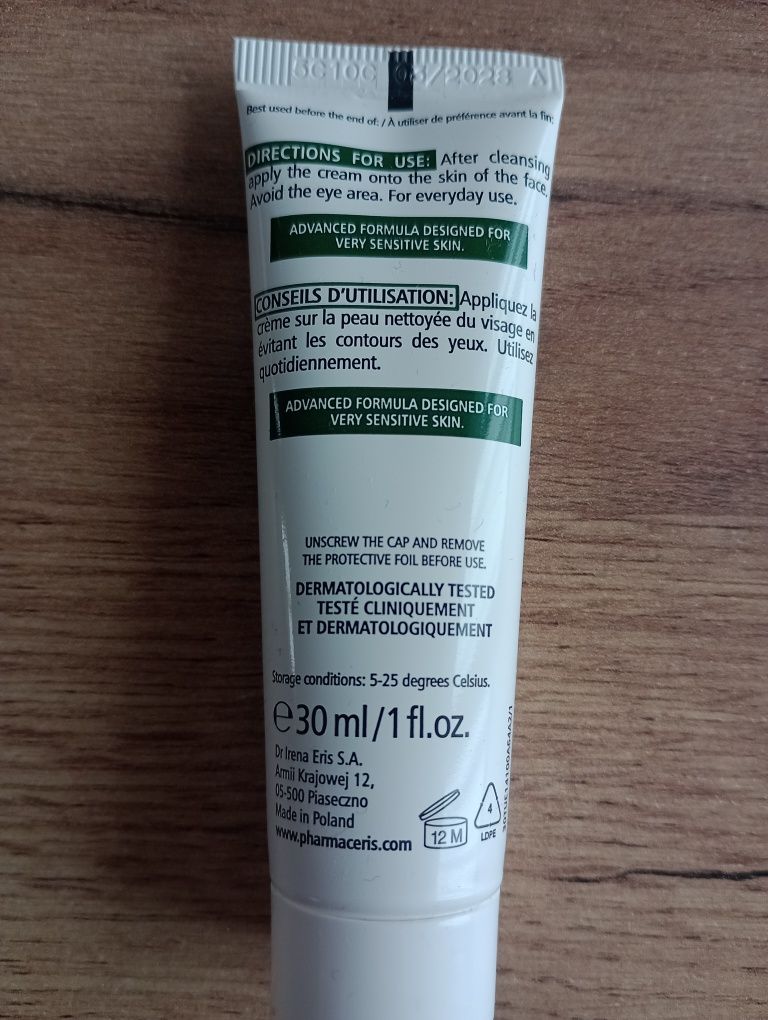 5C10C 08/2028 A
Best used before the end of: / À utiliser de préférence avant la fin:
DIRECTIONS FOR USE: After cleansing
apply the cream onto the skin of the face.
Avoid the eye area. For everyday use.
ADVANCED FORMULA DESIGNED FOR
VERY SENSITIVE SKIN.
CONSEILS D'UTILISATION: Appliquez la
crème sur la peau nettoyée du visage en
évitant les contours des yeux. Utilisez
quotidiennement.
ADVANCED FORMULA DESIGNED FOR
VERY SENSITIVE SKIN.
UNSCREW THE CAP AND REMOVE
THE PROTECTIVE FOIL BEFORE USE.
DERMATOLOGICALLY TESTED
TESTÉ CLINIQUEMENT
ET DERMATOLOGIQUEMENT
Storage conditions: 5-25 degrees Celsius.
℮30 ml/1 fl.oz.
Dr Irena Eris S.A.
Armii Krajowej 12,
05-500 Piaseczno
Made in Poland
www.pharmaceris.com
12 M
4
LDPE